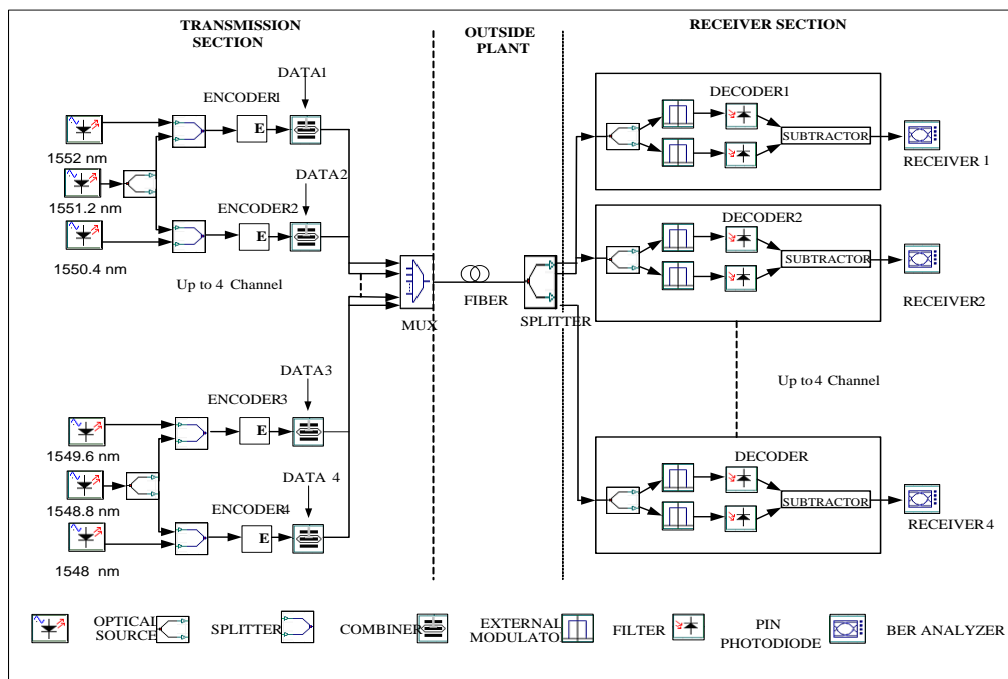 TRANSMISSION
SECTION
OUTSIDE
PLANT
RECEIVER SECTION
DATA1
ENCODER1
E
1552 nm
1551.2 nm
DATA2
ENCODER2
E
1550.4 nm
Up to 4 Channel
MUX
FIBER
SPLITTER
DECODER1
SUBTRACTOR
RECEIVER 1
DECODER2
SUBTRACTOR
RECEIVER2
Up to 4 Channel
DATA3
ENCODER3
E
1549.6 nm
1548.8 nm
DATA 4
ENCODER4
E
1548 nm
DECODER
SUBTRACTOR
RECEIVER 4
OPTICAL
SOURCE
SPLITTER
COMBINER
EXTERNAL
MODULATO
FILTER
PIN
PHOTODIODE
BER ANALYZER